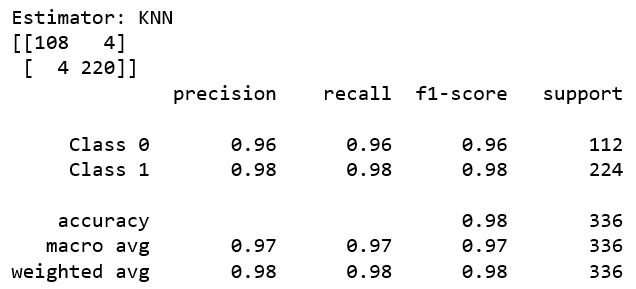 Estimator: KNN
[[108   4]
 [  4 220]]
              precision    recall  f1-score   support

     Class 0       0.96      0.96      0.96       112
     Class 1       0.98      0.98      0.98       224

    accuracy                           0.98       336
   macro avg       0.97      0.97      0.97       336
weighted avg       0.98      0.98      0.98       336